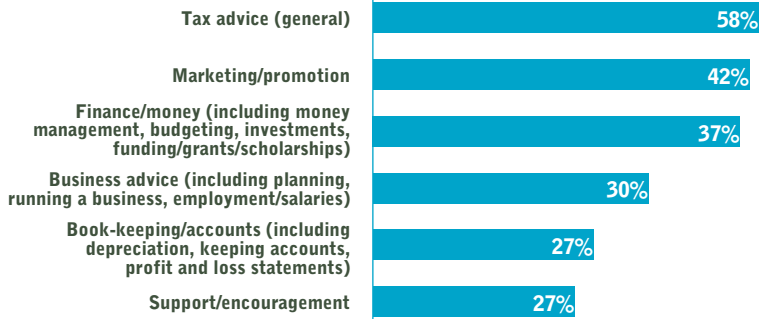 Tax advice (general)
58%
Marketing/promotion
42%
Finance/money (including money
management, budgeting, investments,
funding/grants/scholarships)
37%
Business advice (including planning,
running a business, employment/salaries)
30%
Book-keeping/accounts (including
depreciation, keeping accounts,
profit and loss statements)
27%
Support/encouragement
27%